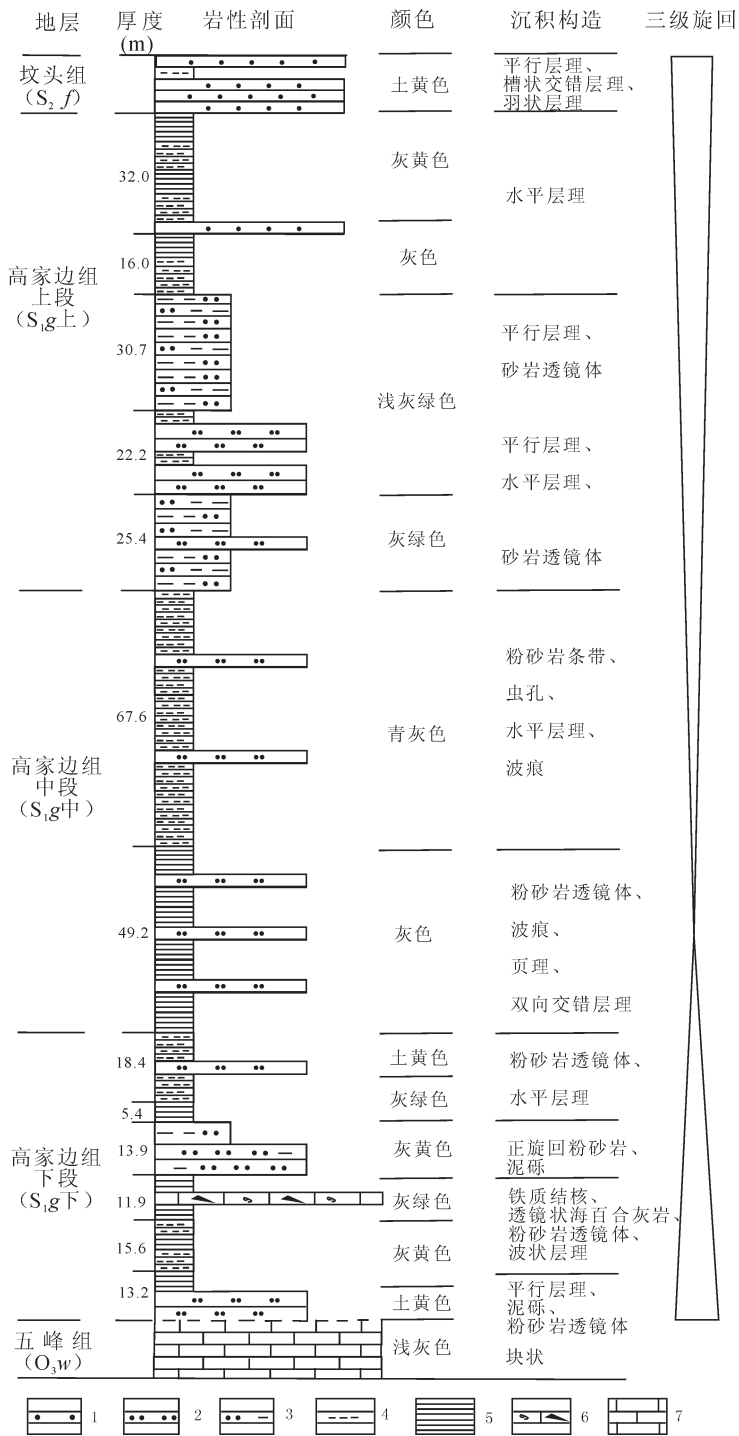 地层 厚度(m) 岩性剖面 颜色 沉积构造 三级旋回
坟头组
(S₂ f)
土黄色
平行层理、
槽状交错层理、
羽状层理
高家边组
上段
(S₁g上)
32.0
16.0
30.7
22.2
25.4
灰黄色
灰色
浅灰绿色
灰绿色
水平层理
平行层理、
砂岩透镜体
平行层理、
水平层理、
砂岩透镜体
高家边组
中段
(S₁g中)
67.6
49.2
青灰色
灰色
粉砂岩条带、
虫孔、
水平层理、
波痕
粉砂岩透镜体、
波痕、
页理、
双向交错层理
高家边组
下段
(S₁g下)
18.4
5.4
13.9
11.9
15.6
13.2
土黄色
灰绿色
灰黄色
灰绿色
灰黄色
土黄色
粉砂岩透镜体、
水平层理
正旋回粉砂岩、
泥砾
铁质结核、
透镜状海百合灰岩、
粉砂岩透镜体、
波状层理
平行层理、
泥砾、
粉砂岩透镜体
五峰组
(O₃w)
浅灰色
块状
1 2 3 4 5 6 7